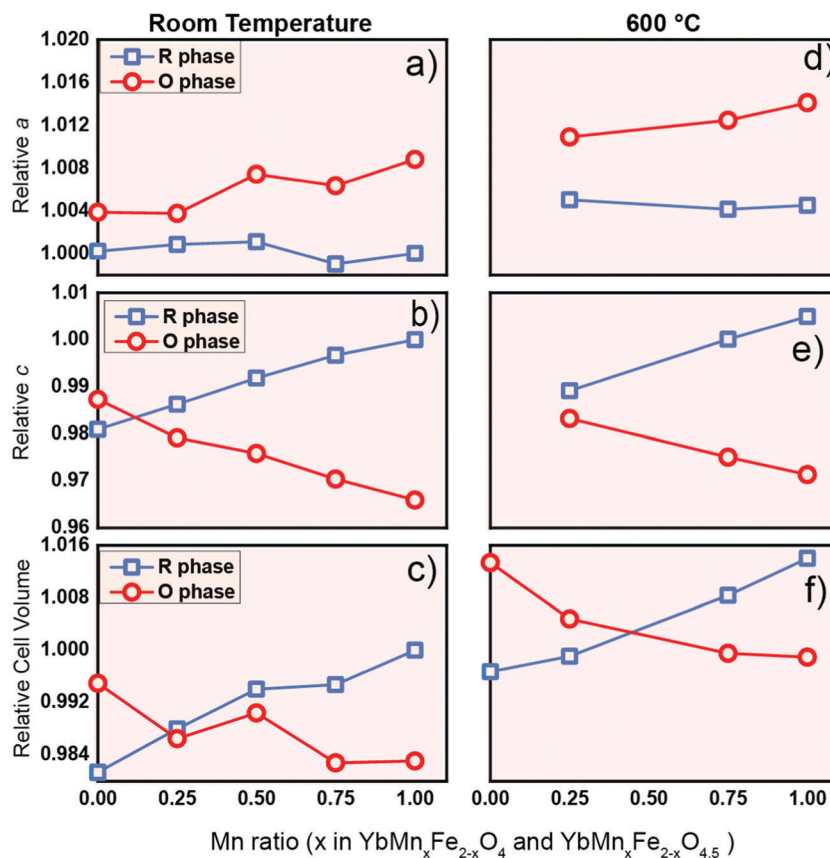 Room Temperature
600 °C
1.020
1.016
1.012
1.008
1.004
1.000
Relative a
R phase
O phase
a)
d)
1.01
1.00
0.99
0.98
0.97
0.96
Relative c
R phase
O phase
b)
e)
1.016
1.008
1.000
0.992
0.984
Relative Cell Volume
R phase
O phase
c)
f)
0.00 0.25 0.50 0.75 1.00
0.00 0.25 0.50 0.75 1.00
Mn ratio (x in YbMnxFe2-xO4 and YbMnxFe2-xO4.5 )